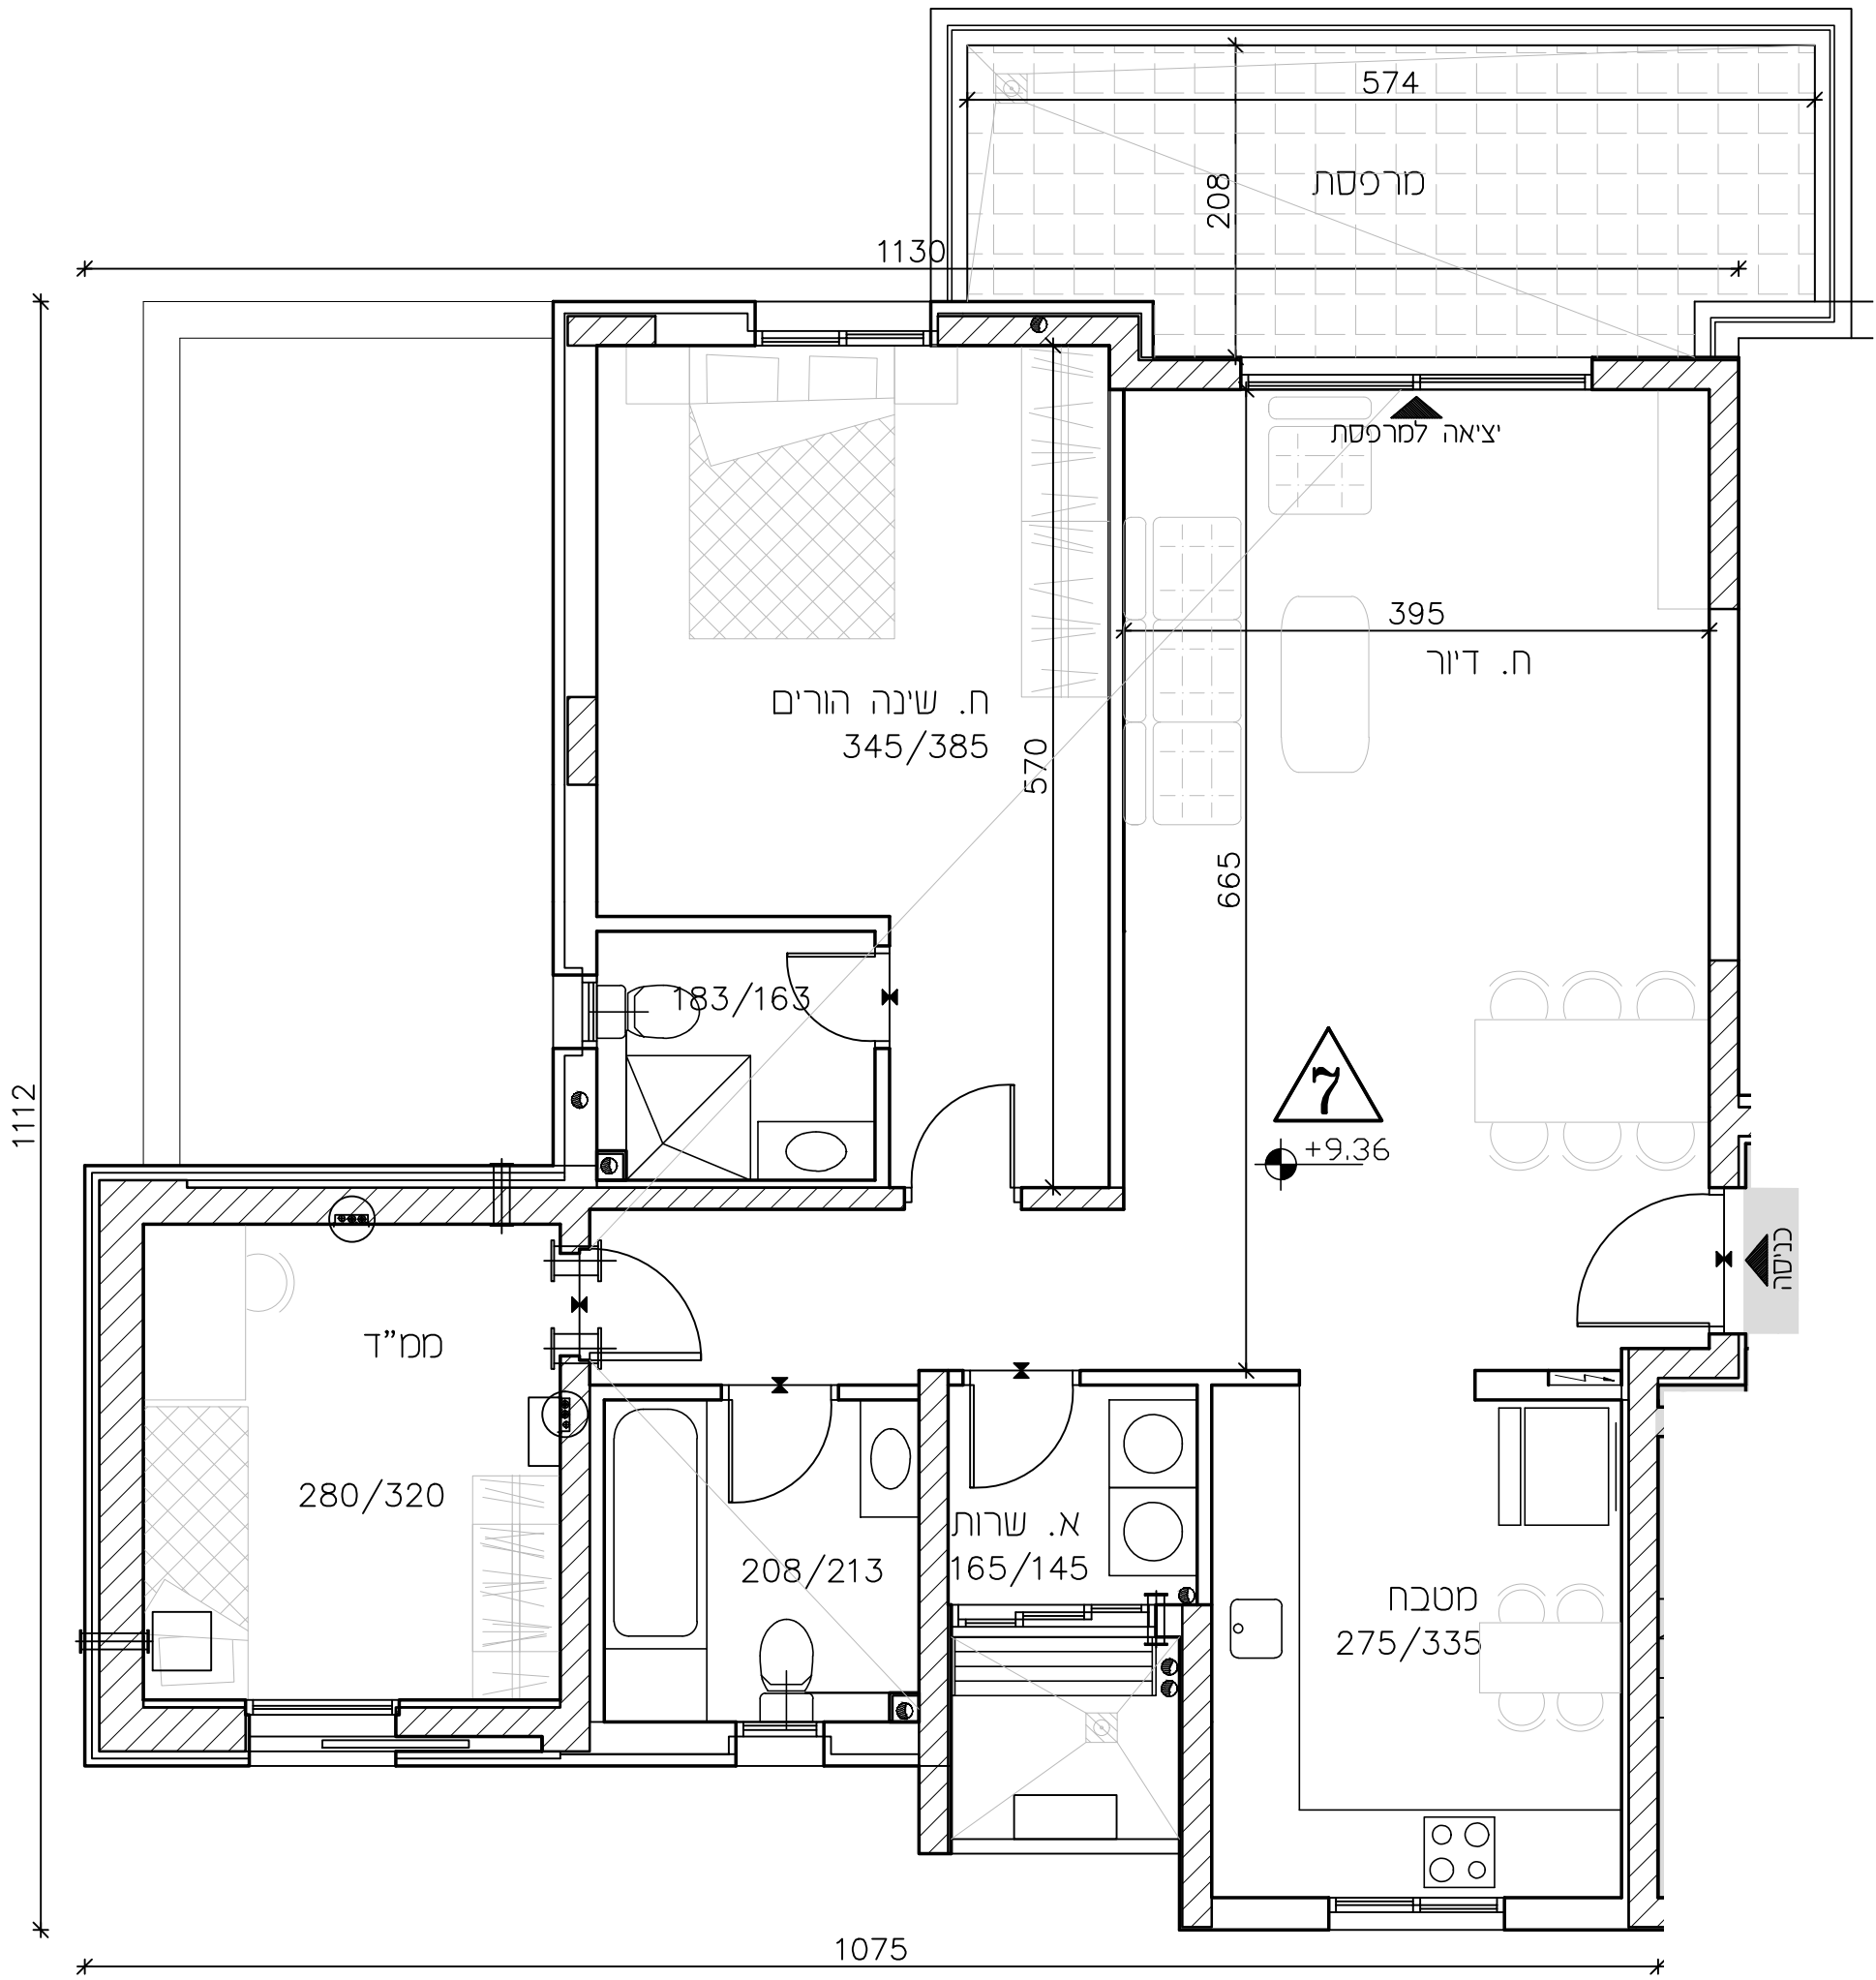 574
מרפסת
208
1130
יציאה למרפסת
395
ח. דיור
ח. שינה הורים
345/385
570
665
183/163
7
+9.36
1112
כניסה
ממ"ד
280/320
208/213
א. שרות
165/145
מטבח
275/335
1075